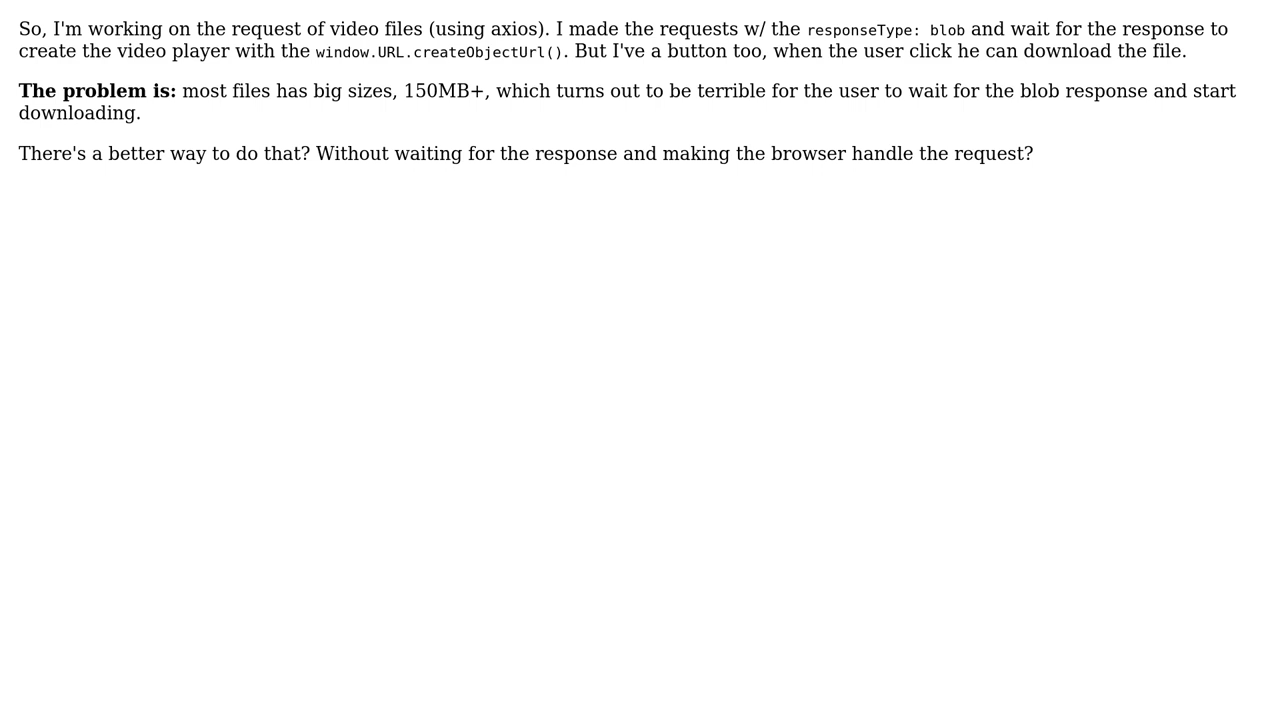 So, I'm working on the request of video files (using axios). I made the requests w/ the responseType: blob and wait for the response to
create the video player with the window.URL.createObjectUrl(). But I've a button too, when the user click he can download the file.
The problem is: most files has big sizes, 150MB+, which turns out to be terrible for the user to wait for the blob response and start
downloading.
There's a better way to do that? Without waiting for the response and making the browser handle the request?